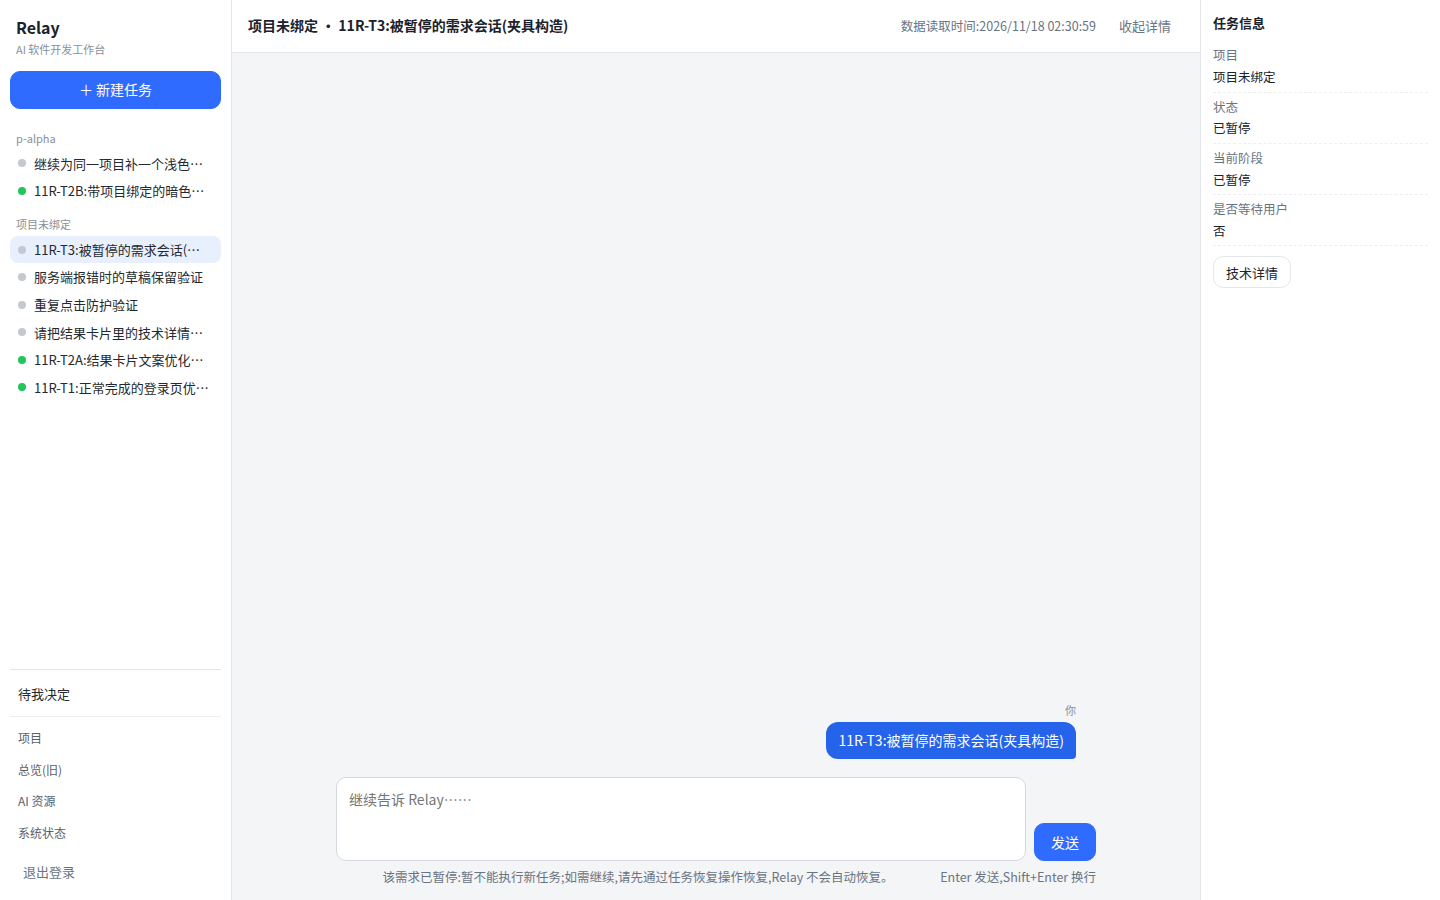 Relay
AI 软件开发工作台
＋ 新建任务
p-alpha
继续为同一项目补一个浅色…
11R-T2B:带项目绑定的暗色…
项目未绑定
11R-T3:被暂停的需求会话(…
服务端报错时的草稿保留验证
重复点击防护验证
请把结果卡片里的技术详情…
11R-T2A:结果卡片文案优化…
11R-T1:正常完成的登录页优…
待我决定
项目
总览(旧)
AI 资源
系统状态
退出登录
项目未绑定 · 11R-T3:被暂停的需求会话(夹具构造)
数据读取时间:2026/11/18 02:30:59
收起详情
你
11R-T3:被暂停的需求会话(夹具构造)
继续告诉 Relay……
发送
该需求已暂停:暂不能执行新任务;如需继续,请先通过任务恢复操作恢复,Relay 不会自动恢复。
Enter 发送,Shift+Enter 换行
任务信息
项目
项目未绑定
状态
已暂停
当前阶段
已暂停
是否等待用户
否
技术详情